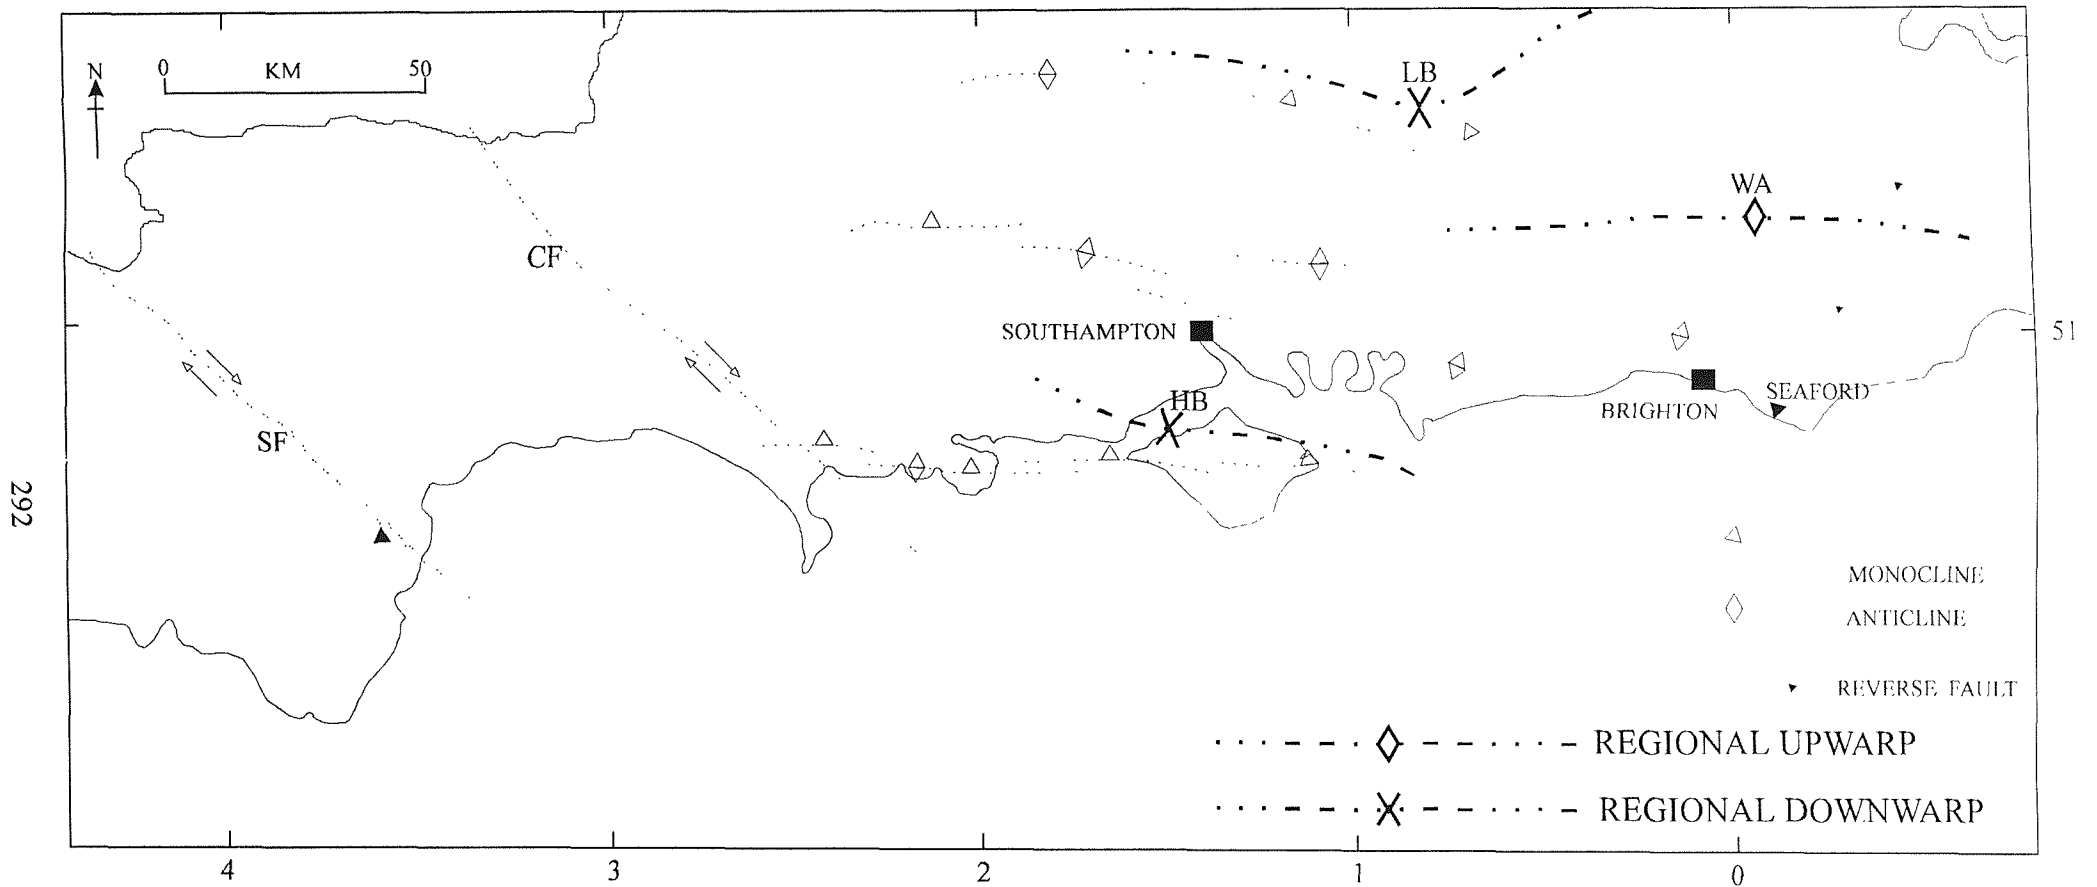 N 0 KM 50
LB
WA
CF
SOUTHAMPTON
51
HB
SEAFORD
BRIGHTON
SF
292
MONOCLINE
ANTICLINE
REVERSE FAULT
REGIONAL UPWARP
REGIONAL DOWNWARP
4 3 2 1 0